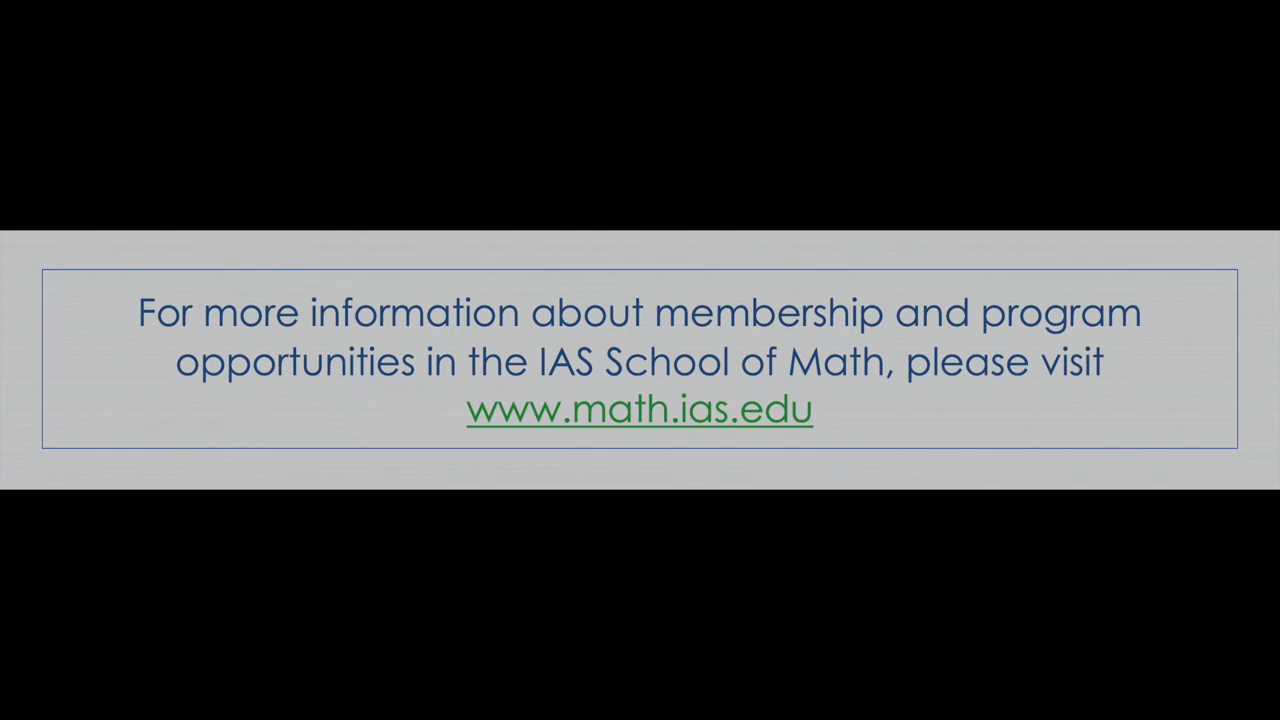 For more information about membership and program
opportunities in the IAS School of Math, please visit
www.math.ias.edu